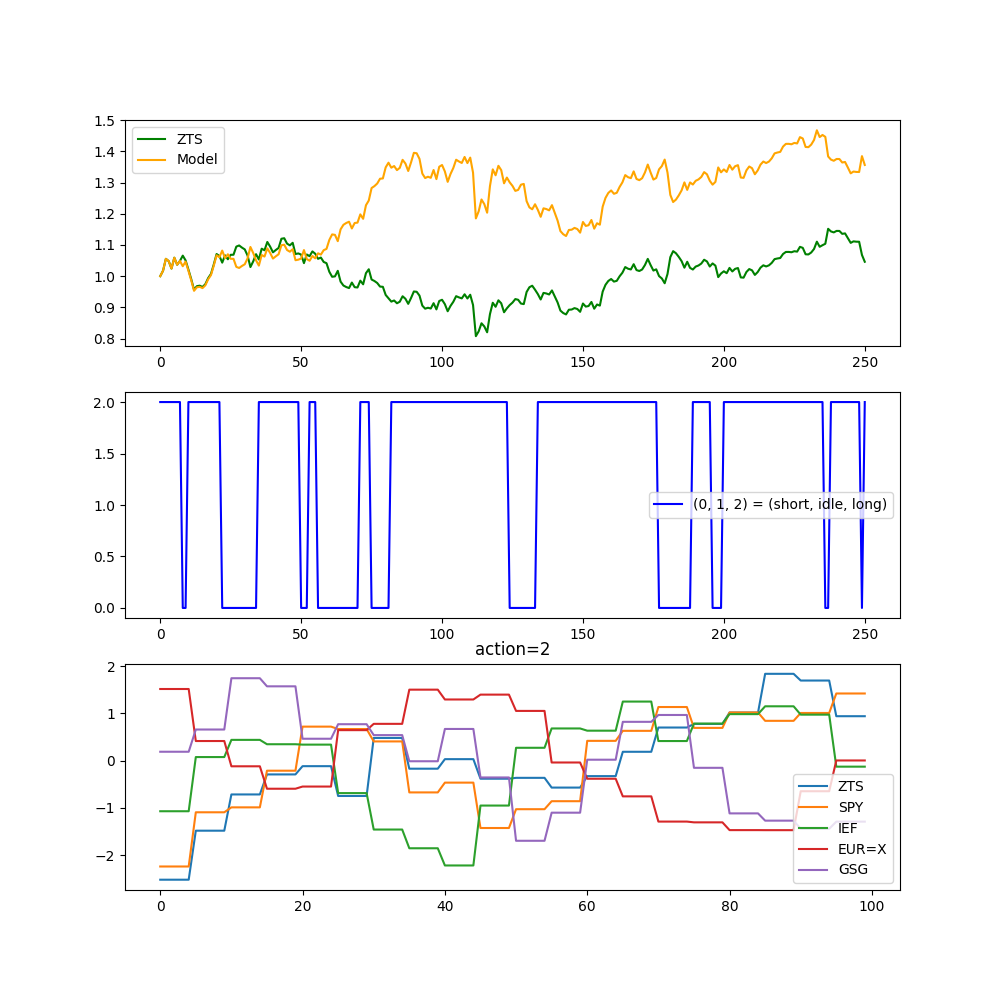 1.5
1.4
1.3
1.2
1.1
1.0
0.9
0.8
ZTS
Model
0 50 100 150 200 250
2.0
1.5
1.0
0.5
0.0
(0, 1, 2) = (short, idle, long)
0 50 100 150 200 250
action=2
2
1
0
−1
−2
ZTS
SPY
IEF
EUR=X
GSG
0 20 40 60 80 100